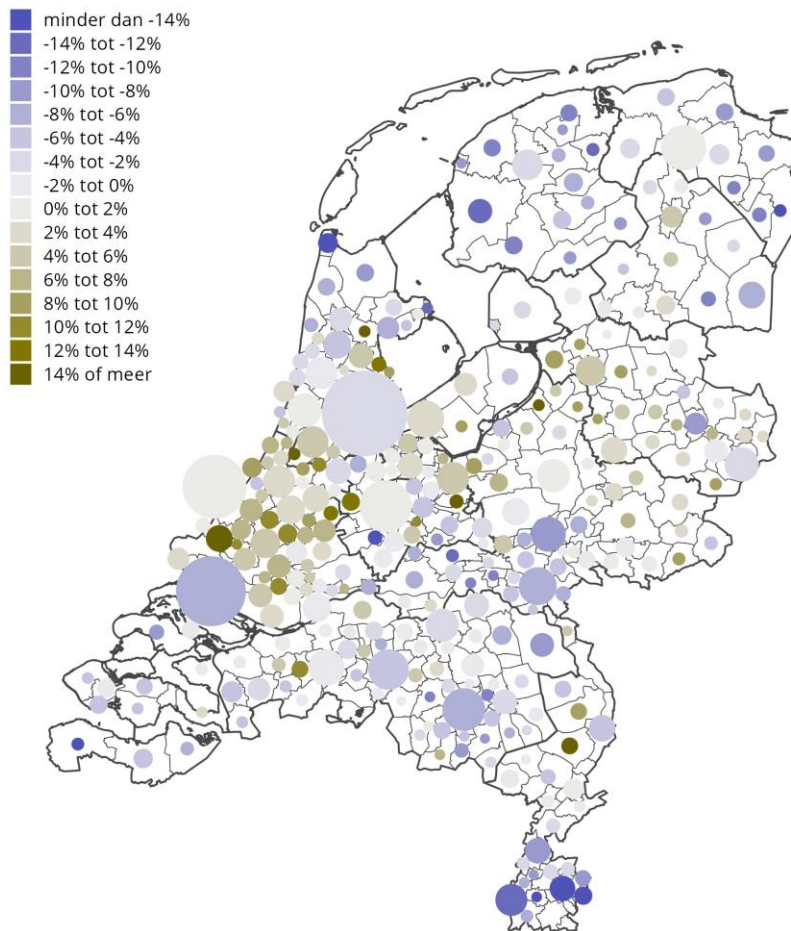 minder dan -14%
-14% tot -12%
-12% tot -10%
-10% tot -8%
-8% tot -6%
-6% tot -4%
-4% tot -2%
-2% tot 0%
0% tot 2%
2% tot 4%
4% tot 6%
6% tot 8%
8% tot 10%
10% tot 12%
12% tot 14%
14% of meer